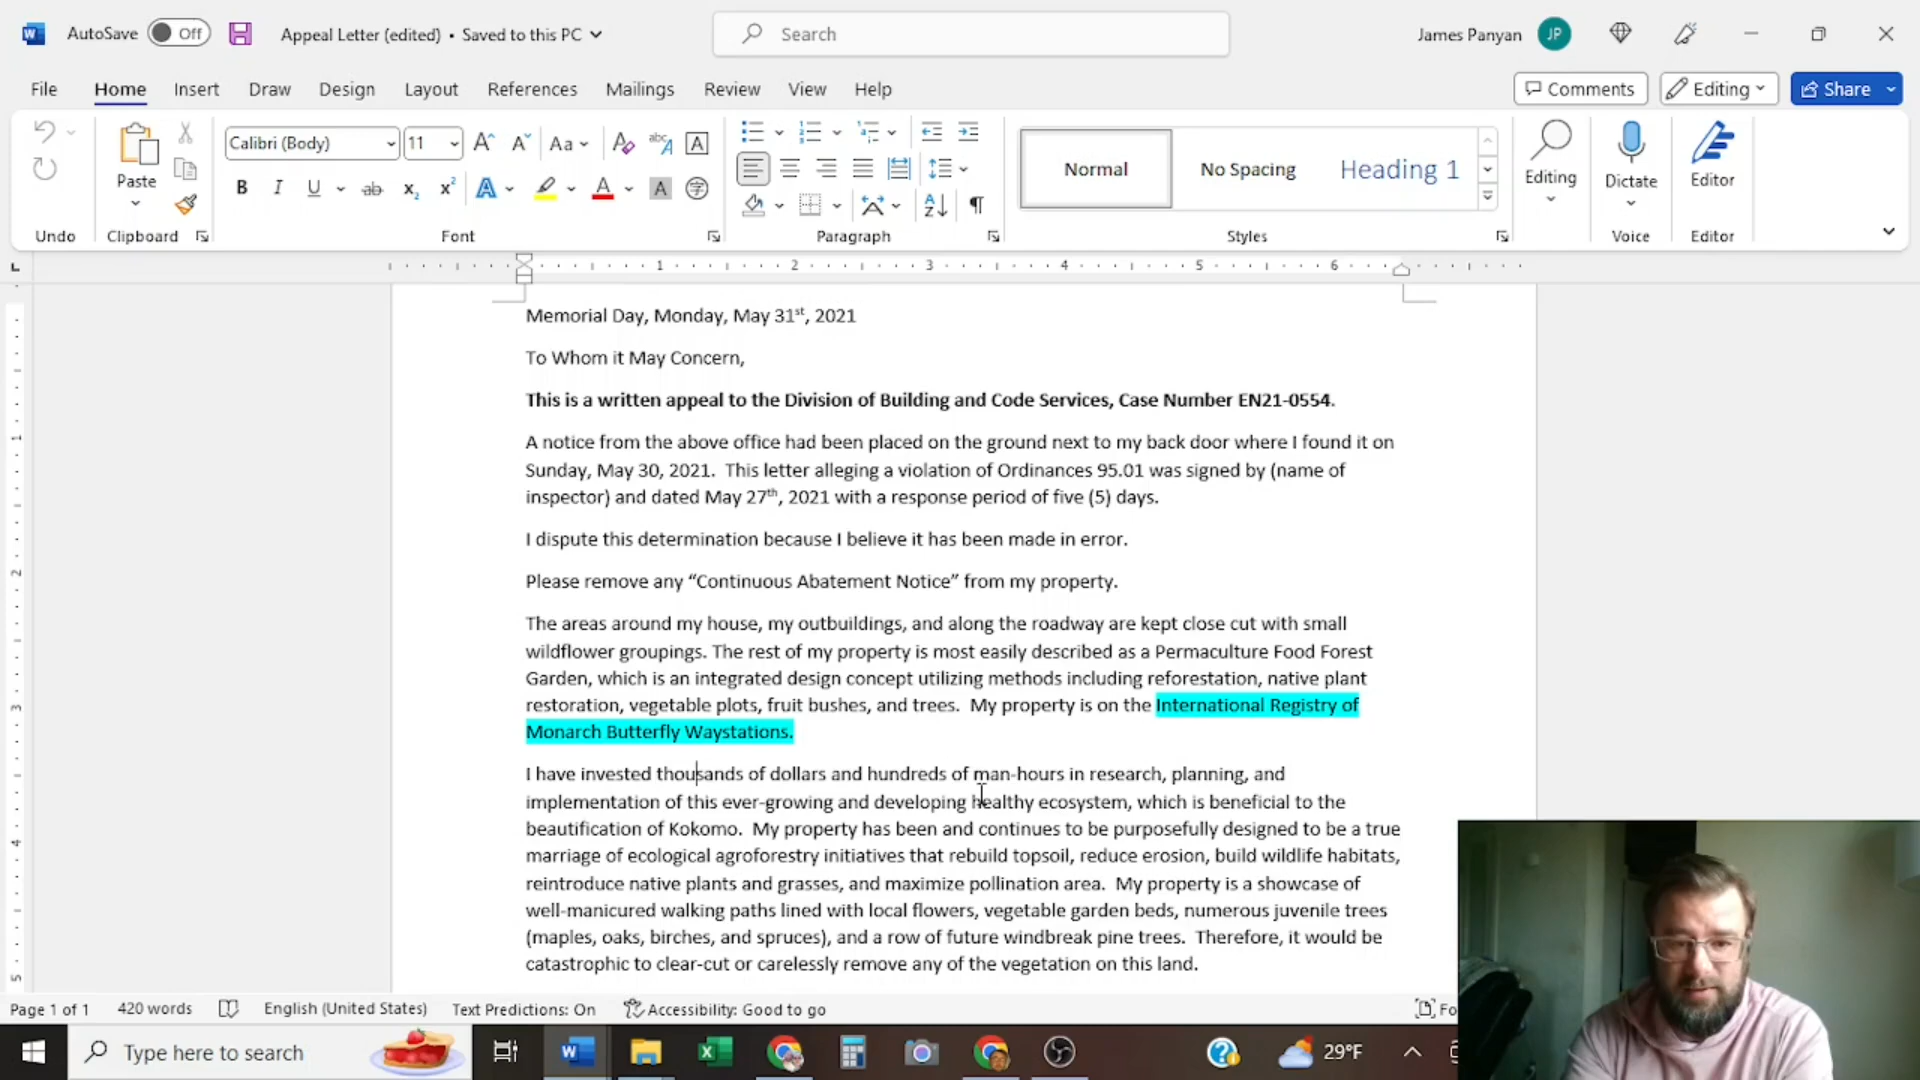 AutoSave Off Appeal Letter (edited) • Saved to this PC Search James Panyan JP
File Home Insert Draw Design Layout References Mailings Review View Help Comments Editing Share
Calibri (Body) 11 Aa
Paste
Normal No Spacing Heading 1
Editing Dictate Editor
Undo Clipboard Font Paragraph Styles Voice Editor
1 2 3 4 5 6
Memorial Day, Monday, May 31st, 2021
To Whom it May Concern,
This is a written appeal to the Division of Building and Code Services, Case Number EN21-0554.
A notice from the above office had been placed on the ground next to my back door where I found it on
Sunday, May 30, 2021.  This letter alleging a violation of Ordinances 95.01 was signed by (name of
inspector) and dated May 27th, 2021 with a response period of five (5) days.
I dispute this determination because I believe it has been made in error.
Please remove any “Continuous Abatement Notice” from my property.
The areas around my house, my outbuildings, and along the roadway are kept close cut with small
wildflower groupings. The rest of my property is most easily described as a Permaculture Food Forest
Garden, which is an integrated design concept utilizing methods including reforestation, native plant
restoration, vegetable plots, fruit bushes, and trees.  My property is on the International Registry of
Monarch Butterfly Waystations.
I have invested thousands of dollars and hundreds of man-hours in research, planning, and
implementation of this ever-growing and developing healthy ecosystem, which is beneficial to the
beautification of Kokomo.  My property has been and continues to be purposefully designed to be a true
marriage of ecological agroforestry initiatives that rebuild topsoil, reduce erosion, build wildlife habitats,
reintroduce native plants and grasses, and maximize pollination area.  My property is a showcase of
well-manicured walking paths lined with local flowers, vegetable garden beds, numerous juvenile trees
(maples, oaks, birches, and spruces), and a row of future windbreak pine trees.  Therefore, it would be
catastrophic to clear-cut or carelessly remove any of the vegetation on this land.
Page 1 of 1 420 words English (United States) Text Predictions: On Accessibility: Good to go Fo
Type here to search 29°F